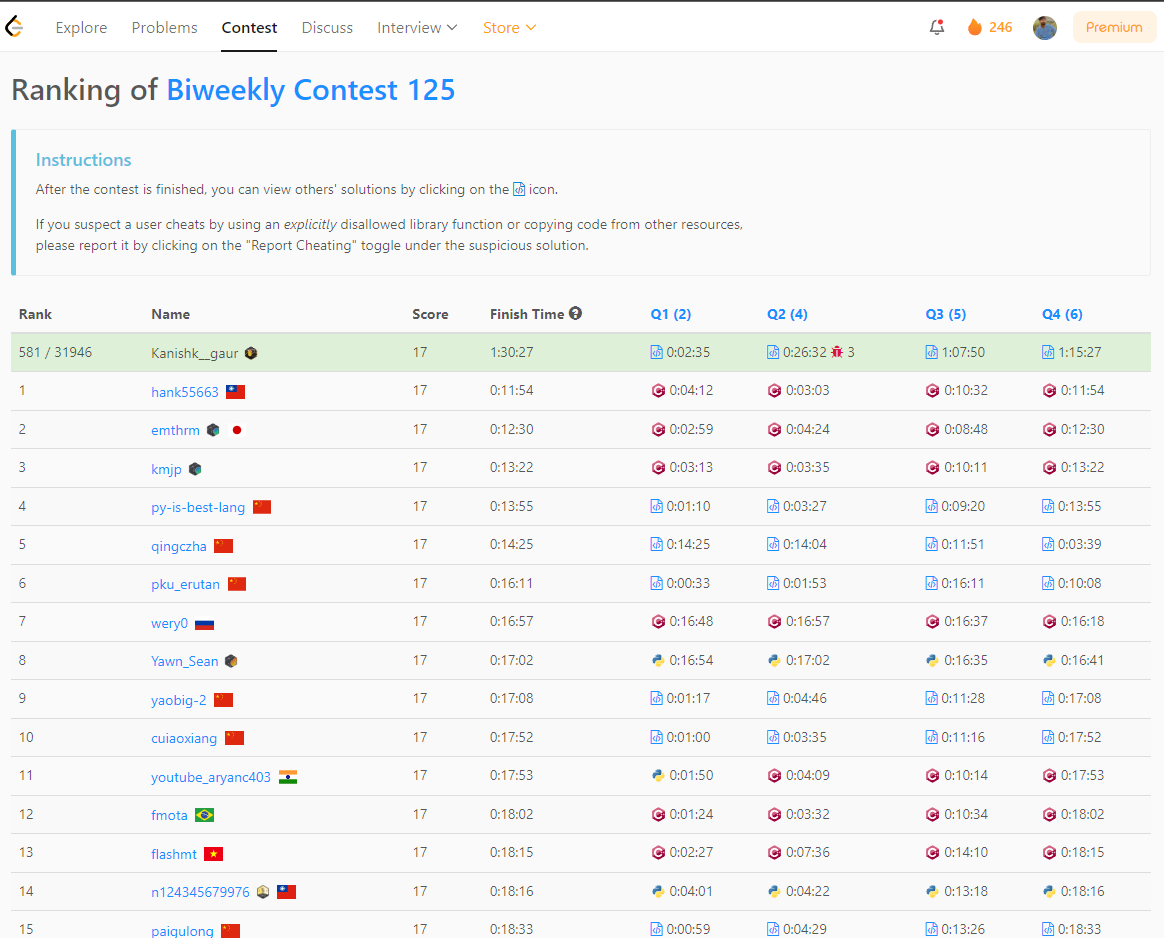 Explore Problems Contest Discuss Interview Store 246 Premium
Ranking of Biweekly Contest 125
Instructions
After the contest is finished, you can view others' solutions by clicking on the icon.
If you suspect a user cheats by using an explicitly disallowed library function or copying code from other resources,
please report it by clicking on the "Report Cheating" toggle under the suspicious solution.
Rank Name Score Finish Time Q1 (2) Q2 (4) Q3 (5) Q4 (6)
581 / 31946 Kanishk__gaur 17 1:30:27 0:02:35 0:26:32 3 1:07:50 1:15:27
1 hank55663 17 0:11:54 0:04:12 0:03:03 0:10:32 0:11:54
2 emthrm 17 0:12:30 0:02:59 0:04:24 0:08:48 0:12:30
3 kmjp 17 0:13:22 0:03:13 0:03:35 0:10:11 0:13:22
4 py-is-best-lang 17 0:13:55 0:01:10 0:03:27 0:09:20 0:13:55
5 qingczha 17 0:14:25 0:14:25 0:14:04 0:11:51 0:03:39
6 pku_erutan 17 0:16:11 0:00:33 0:01:53 0:16:11 0:10:08
7 wery0 17 0:16:57 0:16:48 0:16:57 0:16:37 0:16:18
8 Yawn_Sean 17 0:17:02 0:16:54 0:17:02 0:16:35 0:16:41
9 yaobig-2 17 0:17:08 0:01:17 0:04:46 0:11:28 0:17:08
10 cuiaoxiang 17 0:17:52 0:01:00 0:03:35 0:11:16 0:17:52
11 youtube_aryanc403 17 0:17:53 0:01:50 0:04:09 0:10:14 0:17:53
12 fmota 17 0:18:02 0:01:24 0:03:32 0:10:34 0:18:02
13 flashmt 17 0:18:15 0:02:27 0:07:36 0:14:10 0:18:15
14 n124345679976 17 0:18:16 0:04:01 0:04:22 0:13:18 0:18:16
15 paiqulong 17 0:18:33 0:00:59 0:04:29 0:13:26 0:18:33